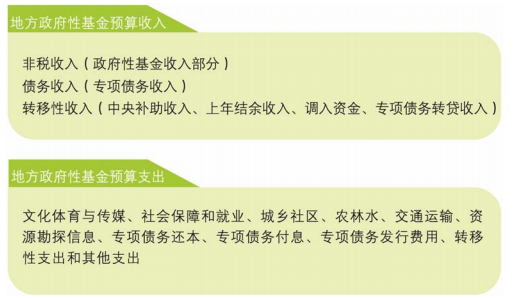 地方政府性基金预算收入
非税收入（政府性基金收入部分）
债务收入（专项债务收入）
转移性收入（中央补助收入、上年结余收入、调入资金、专项债务转贷收入）
地方政府性基金预算支出
文化体育与传媒、社会保障和就业、城乡社区、农林水、交通运输、资
源勘探信息、专项债务还本、专项债务付息、专项债务发行费用、转移
性支出和其他支出